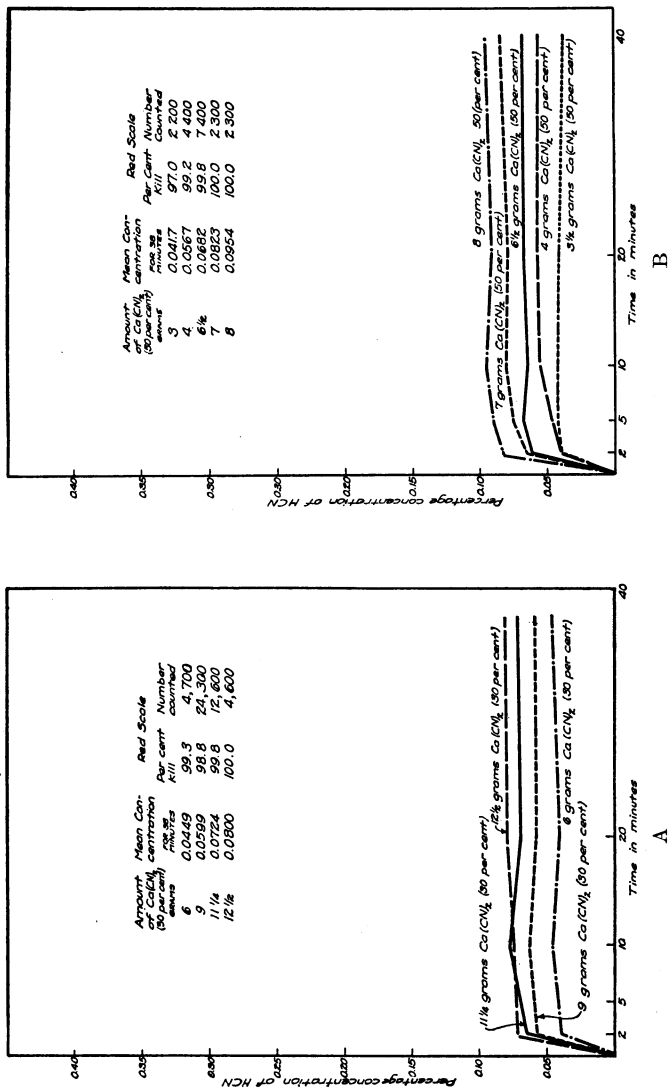 Percentage concentration of HCN
0.40
0.35
0.30
0.25
0.20
0.15
0.10
0.05
Amount Mean Con- Red Scale
of Ca(CN)₂ centration Per cent Number
(30 per cent) FOR 38 kill counted
GRAMS MINUTES
6 0.0449 99.3 4,700
9 0.0599 98.8 24,300
11¼ 0.0724 99.8 12,600
12½ 0.0800 100.0 4,600
11¼ grams Ca(CN)₂ (30 per cent)
12½ grams Ca(CN)₂ (30 per cent)
6 grams Ca(CN)₂ (30 per cent)
9 grams Ca(CN)₂ (30 per cent)
2 5 10 20 40
Time in minutes
A
Percentage concentration of HCN
0.40
0.35
0.30
0.25
0.20
0.15
0.10
0.05
Amount Mean Con- Red Scale
of Ca(CN)₂ centration Per Cent Number
(50 per cent) FOR 38 Kill Counted
GRAMS MINUTES
3 0.0417 97.0 2 200
4 0.0567 99.2 4 400
6½ 0.0682 99.8 7 400
7 0.0823 100.0 2 300
8 0.0954 100.0 2 300
8 grams Ca(CN)₂ 50(per cent)
7 grams Ca(CN)₂ (50 per cent)
6½ grams Ca(CN)₂ (50 per cent)
4 grams Ca(CN)₂ (50 per cent)
3½ grams Ca(CN)₂ (50 per cent)
2 5 10 20 40
Time in minutes
B